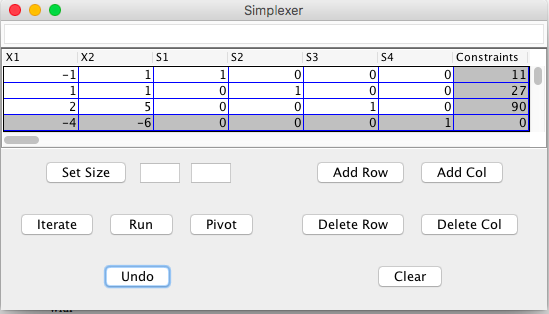 Simplexer
X1 X2 S1 S2 S3 S4 Constraints
-1 1 1 0 0 0 11
1 1 0 1 0 0 27
2 5 0 0 1 0 90
-4 -6 0 0 0 1 0
Set Size Add Row Add Col
Iterate Run Pivot Delete Row Delete Col
Undo Clear